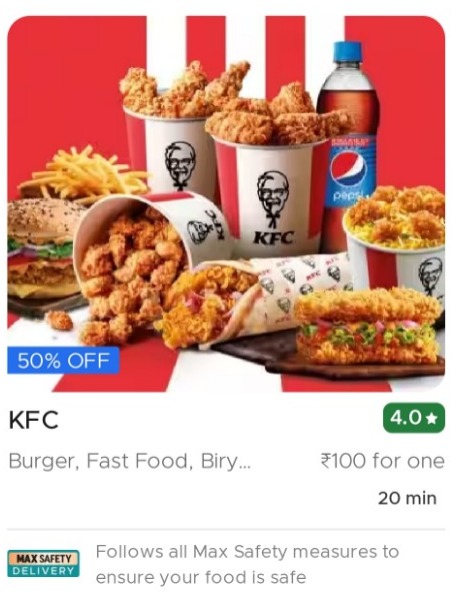 pepsi
KFC
50% OFF
KFC
4.0★
Burger, Fast Food, Biry...
₹100 for one
20 min
MAX SAFETY
DELIVERY
Follows all Max Safety measures to
ensure your food is safe